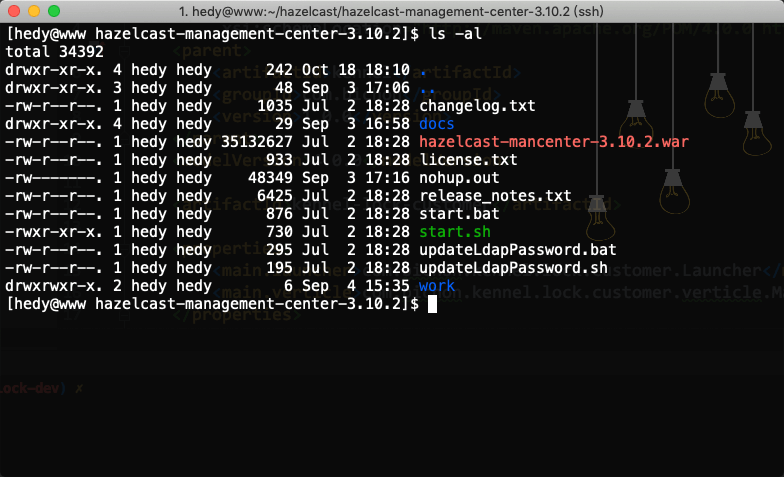 1. hedy@www:~/hazelcast/hazelcast-management-center-3.10.2 (ssh)
[hedy@www hazelcast-management-center-3.10.2]$ ls -al
total 34392
drwxr-xr-x. 4 hedy hedy      242 Oct 18 18:10 .
drwxr-xr-x. 3 hedy hedy       48 Sep  3 17:06 ..
-rw-r--r--. 1 hedy hedy     1035 Jul  2 18:28 changelog.txt
drwxr-xr-x. 4 hedy hedy       29 Sep  3 16:58 docs
-rw-r--r--. 1 hedy hedy 35132627 Jul  2 18:28 hazelcast-mancenter-3.10.2.war
-rw-r--r--. 1 hedy hedy      933 Jul  2 18:28 license.txt
-rw-------. 1 hedy hedy    48349 Sep  3 17:16 nohup.out
-rw-r--r--. 1 hedy hedy     6425 Jul  2 18:28 release_notes.txt
-rw-r--r--. 1 hedy hedy      876 Jul  2 18:28 start.bat
-rwxr-xr-x. 1 hedy hedy      730 Jul  2 18:28 start.sh
-rw-r--r--. 1 hedy hedy      295 Jul  2 18:28 updateLdapPassword.bat
-rw-r--r--. 1 hedy hedy      195 Jul  2 18:28 updateLdapPassword.sh
drwxrwxr-x. 2 hedy hedy        6 Sep  4 15:35 work
[hedy@www hazelcast-management-center-3.10.2]$